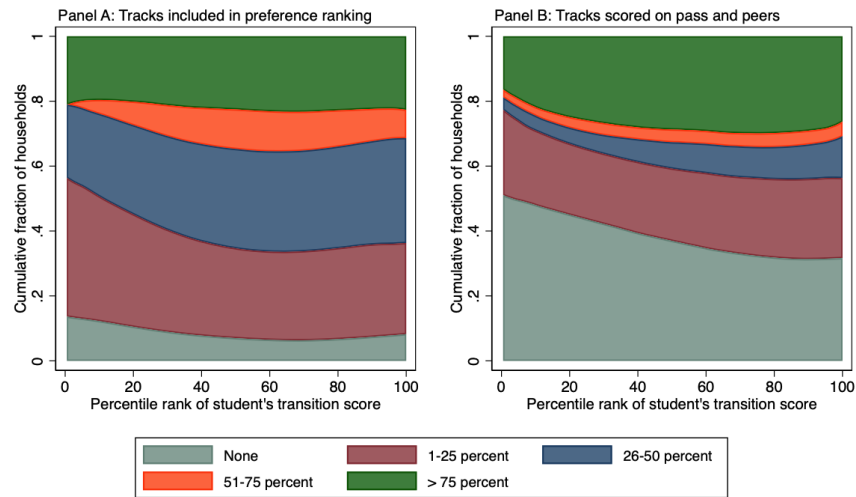 Panel A: Tracks included in preference ranking
Cumulative fraction of households
1
.8
.6
.4
.2
0
0 20 40 60 80 100
Percentile rank of student's transition score
Panel B: Tracks scored on pass and peers
Cumulative fraction of households
1
.8
.6
.4
.2
0
0 20 40 60 80 100
Percentile rank of student's transition score
None 1-25 percent 26-50 percent
51-75 percent > 75 percent